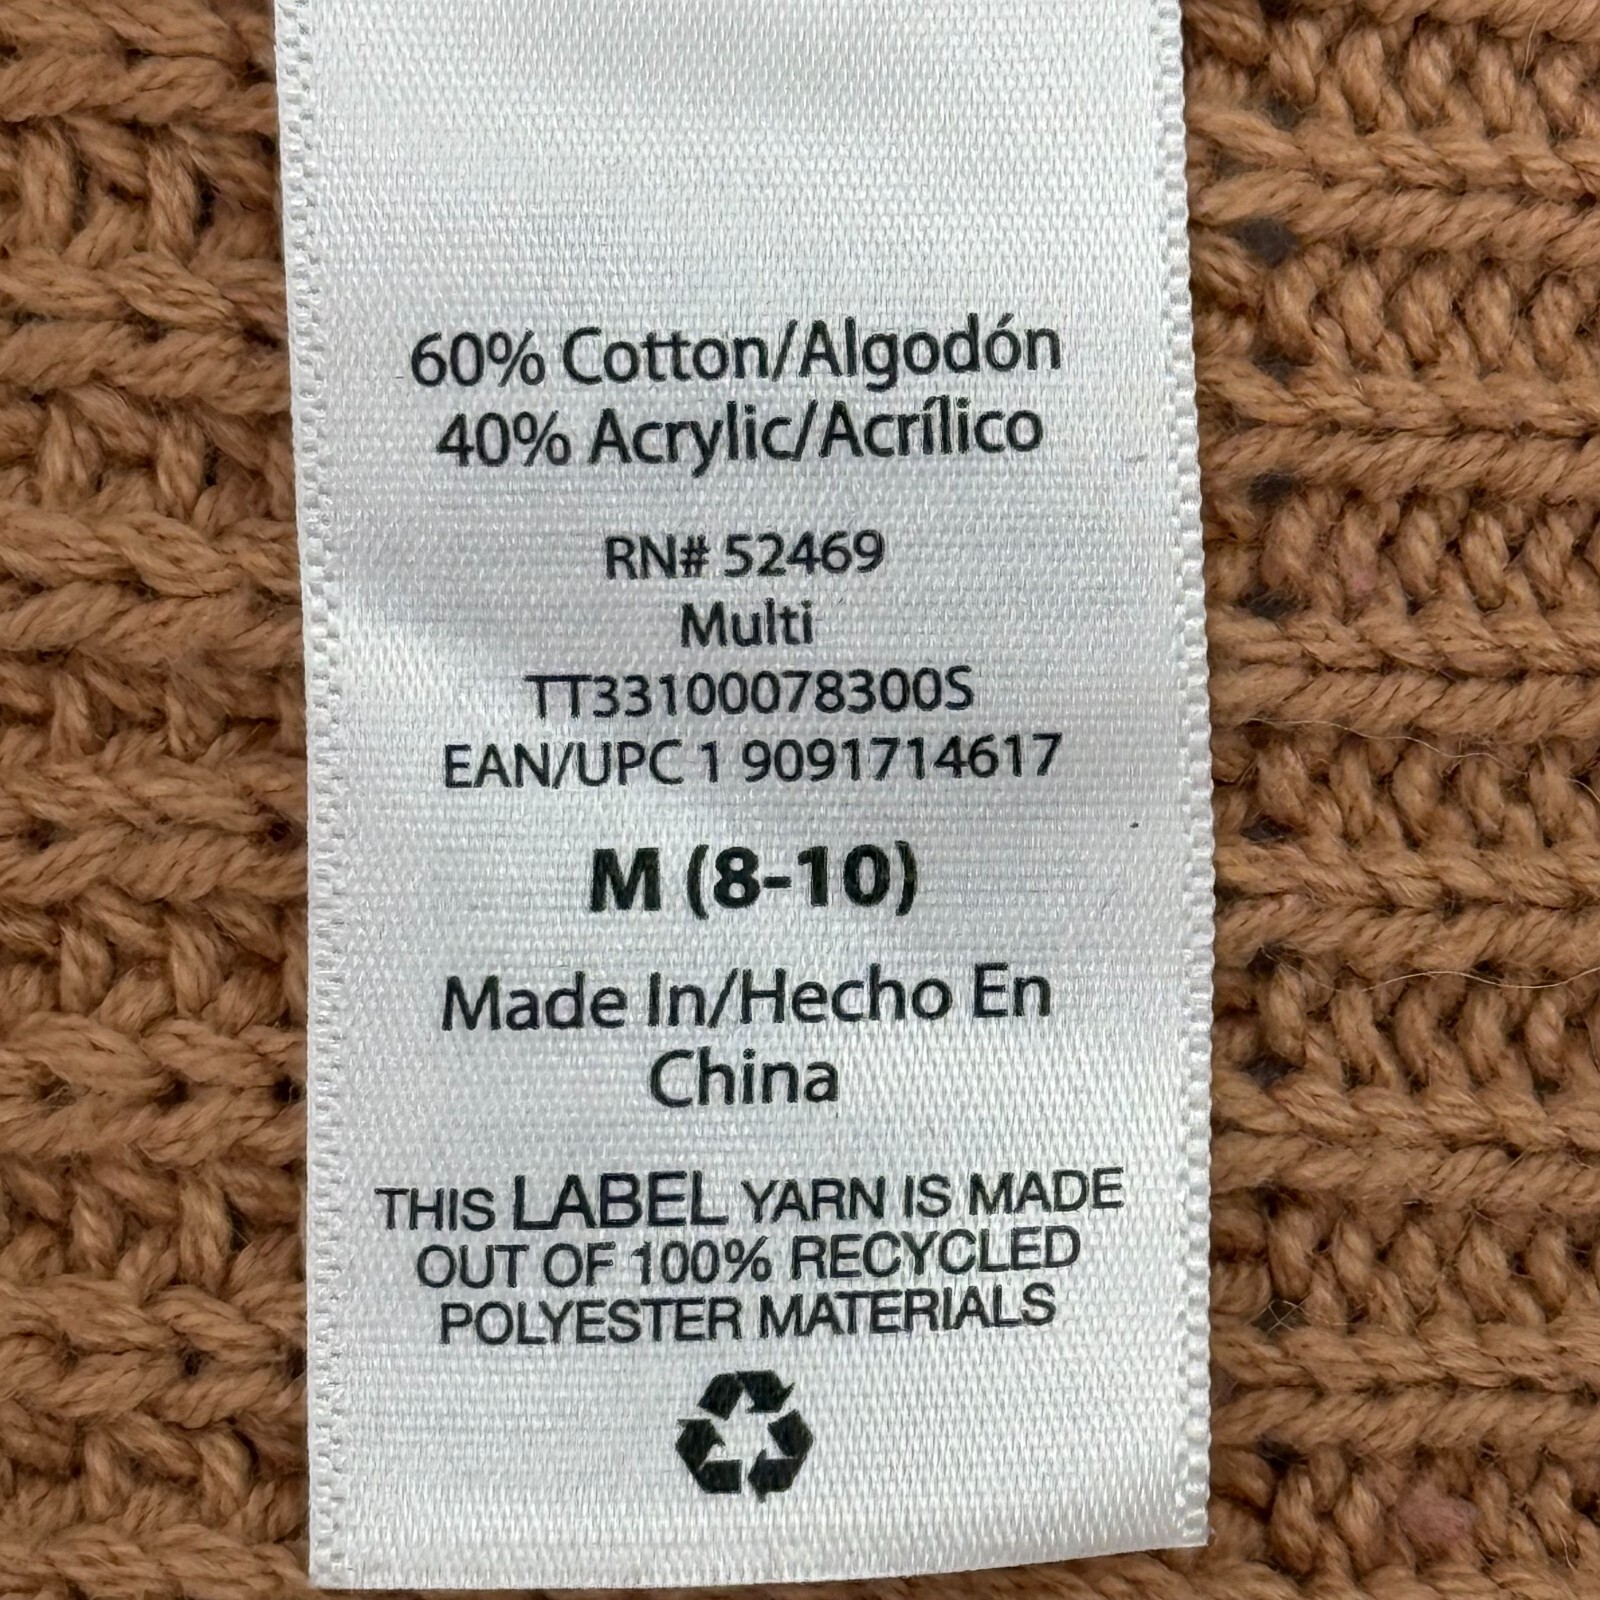 60% Cotton/Algodón
40% Acrylic/Acrílico
RN# 52469
Multi
TT33100078300S
EAN/UPC 1 9091714617
M (8-10)
Made In/Hecho En
China
THIS LABEL YARN IS MADE
OUT OF 100% RECYCLED
POLYESTER MATERIALS